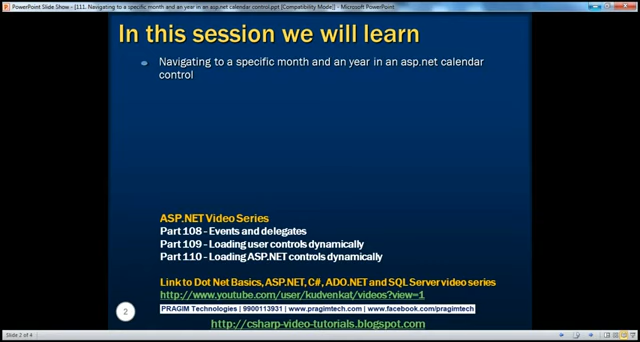 PowerPoint Slide Show - [111. Navigating to a specific month and an year in an asp.net calendar control.ppt [Compatibility Mode]] - Microsoft PowerPoint
In this session we will learn
Navigating to a specific month and an year in an asp.net calendar
control
ASP.NET Video Series
Part 108 - Events and delegates
Part 109 - Loading user controls dynamically
Part 110 - Loading ASP.NET controls dynamically
Link to Dot Net Basics, ASP.NET, C#, ADO.NET and SQL Server video series
http://www.youtube.com/user/kudvenkat/videos?view=1
2
PRAGIM Technologies | 9900113931 | www.pragimtech.com | www.facebook.com/pragimtech
http://csharp-video-tutorials.blogspot.com
Slide 2 of 4